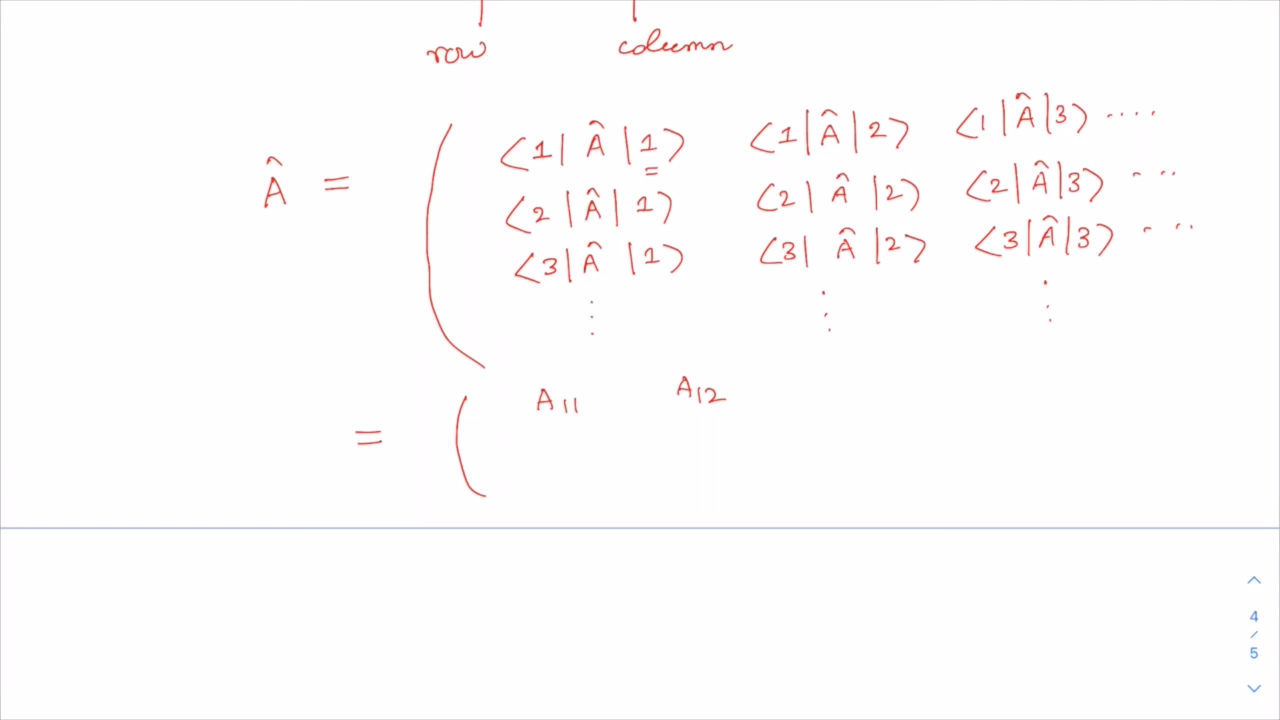 row column
Â = ( ⟨1| Â |1⟩ ⟨1| Â |2⟩ ⟨1| Â |3⟩ ....
⟨2| Â |1⟩ ⟨2| Â |2⟩ ⟨2| Â |3⟩ ....
⟨3| Â |1⟩ ⟨3| Â |2⟩ ⟨3| Â |3⟩ ....
⋮ ⋮ ⋮
= ( A₁₁ A₁₂
4
/
5